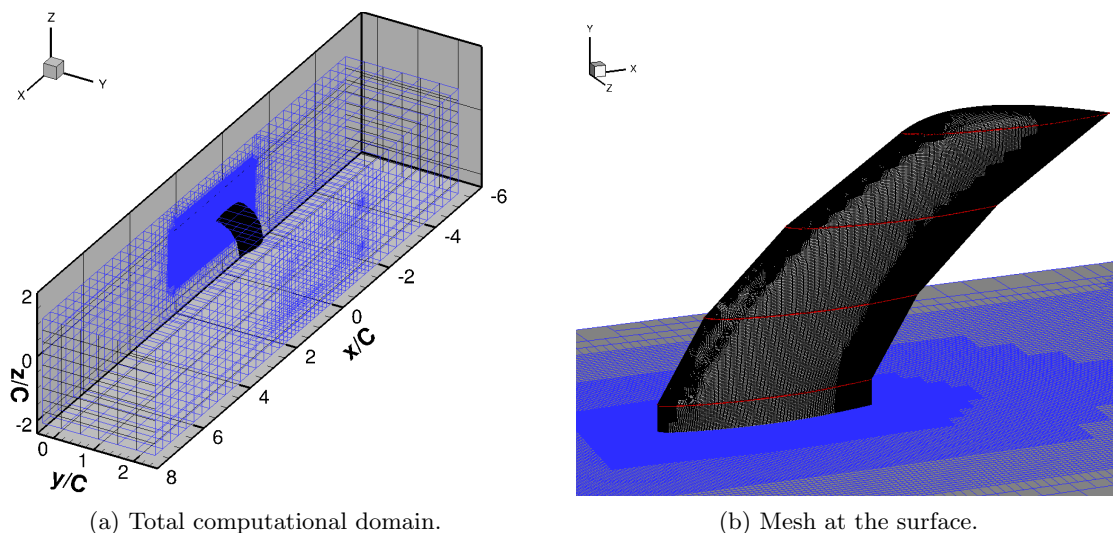 Z
Y
X
Y
X
Z
-6
-4
-2
0
2
4
6
8
x/C
2
0
-2
z/C
0
1
2
y/C
(a) Total computational domain.
(b) Mesh at the surface.